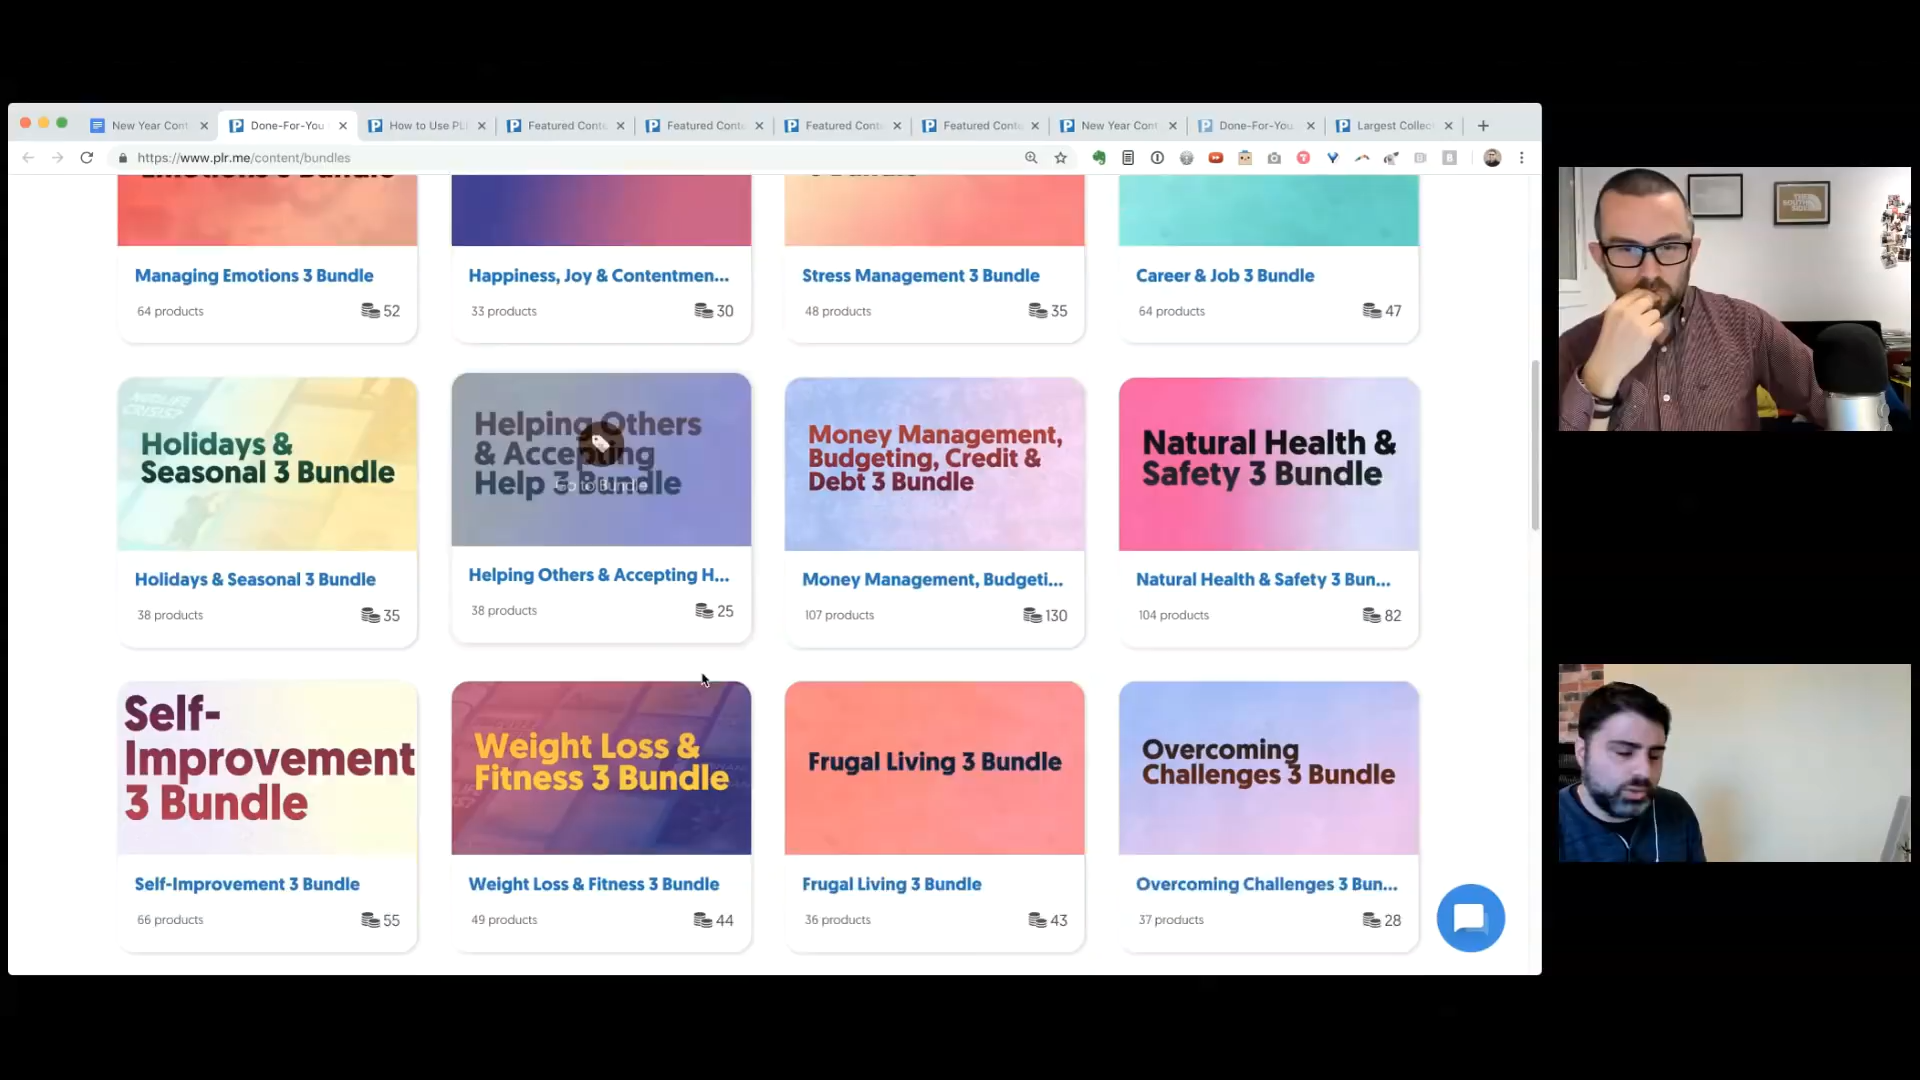 New Year Cont
Done-For-You
How to Use PL
Featured Conte
Featured Conte
Featured Conte
Featured Conte
New Year Cont
Done-For-You
Largest Collec
https://www.plr.me/content/bundles
Managing Emotions 3 Bundle
64 products
52
Happiness, Joy & Contentmen...
33 products
30
Stress Management 3 Bundle
48 products
35
Career & Job 3 Bundle
64 products
47
Holidays &
Seasonal 3 Bundle
Holidays & Seasonal 3 Bundle
38 products
35
Helping Others
& Accepting
Help 3 Bundle
Go to Bundle
Helping Others & Accepting H...
38 products
25
Money Management,
Budgeting, Credit &
Debt 3 Bundle
Money Management, Budgeti...
107 products
130
Natural Health &
Safety 3 Bundle
Natural Health & Safety 3 Bun...
104 products
82
Self-
Improvement
3 Bundle
Self-Improvement 3 Bundle
66 products
55
Weight Loss &
Fitness 3 Bundle
Weight Loss & Fitness 3 Bundle
49 products
44
Frugal Living 3 Bundle
Frugal Living 3 Bundle
36 products
43
Overcoming
Challenges 3 Bundle
Overcoming Challenges 3 Bun...
37 products
28